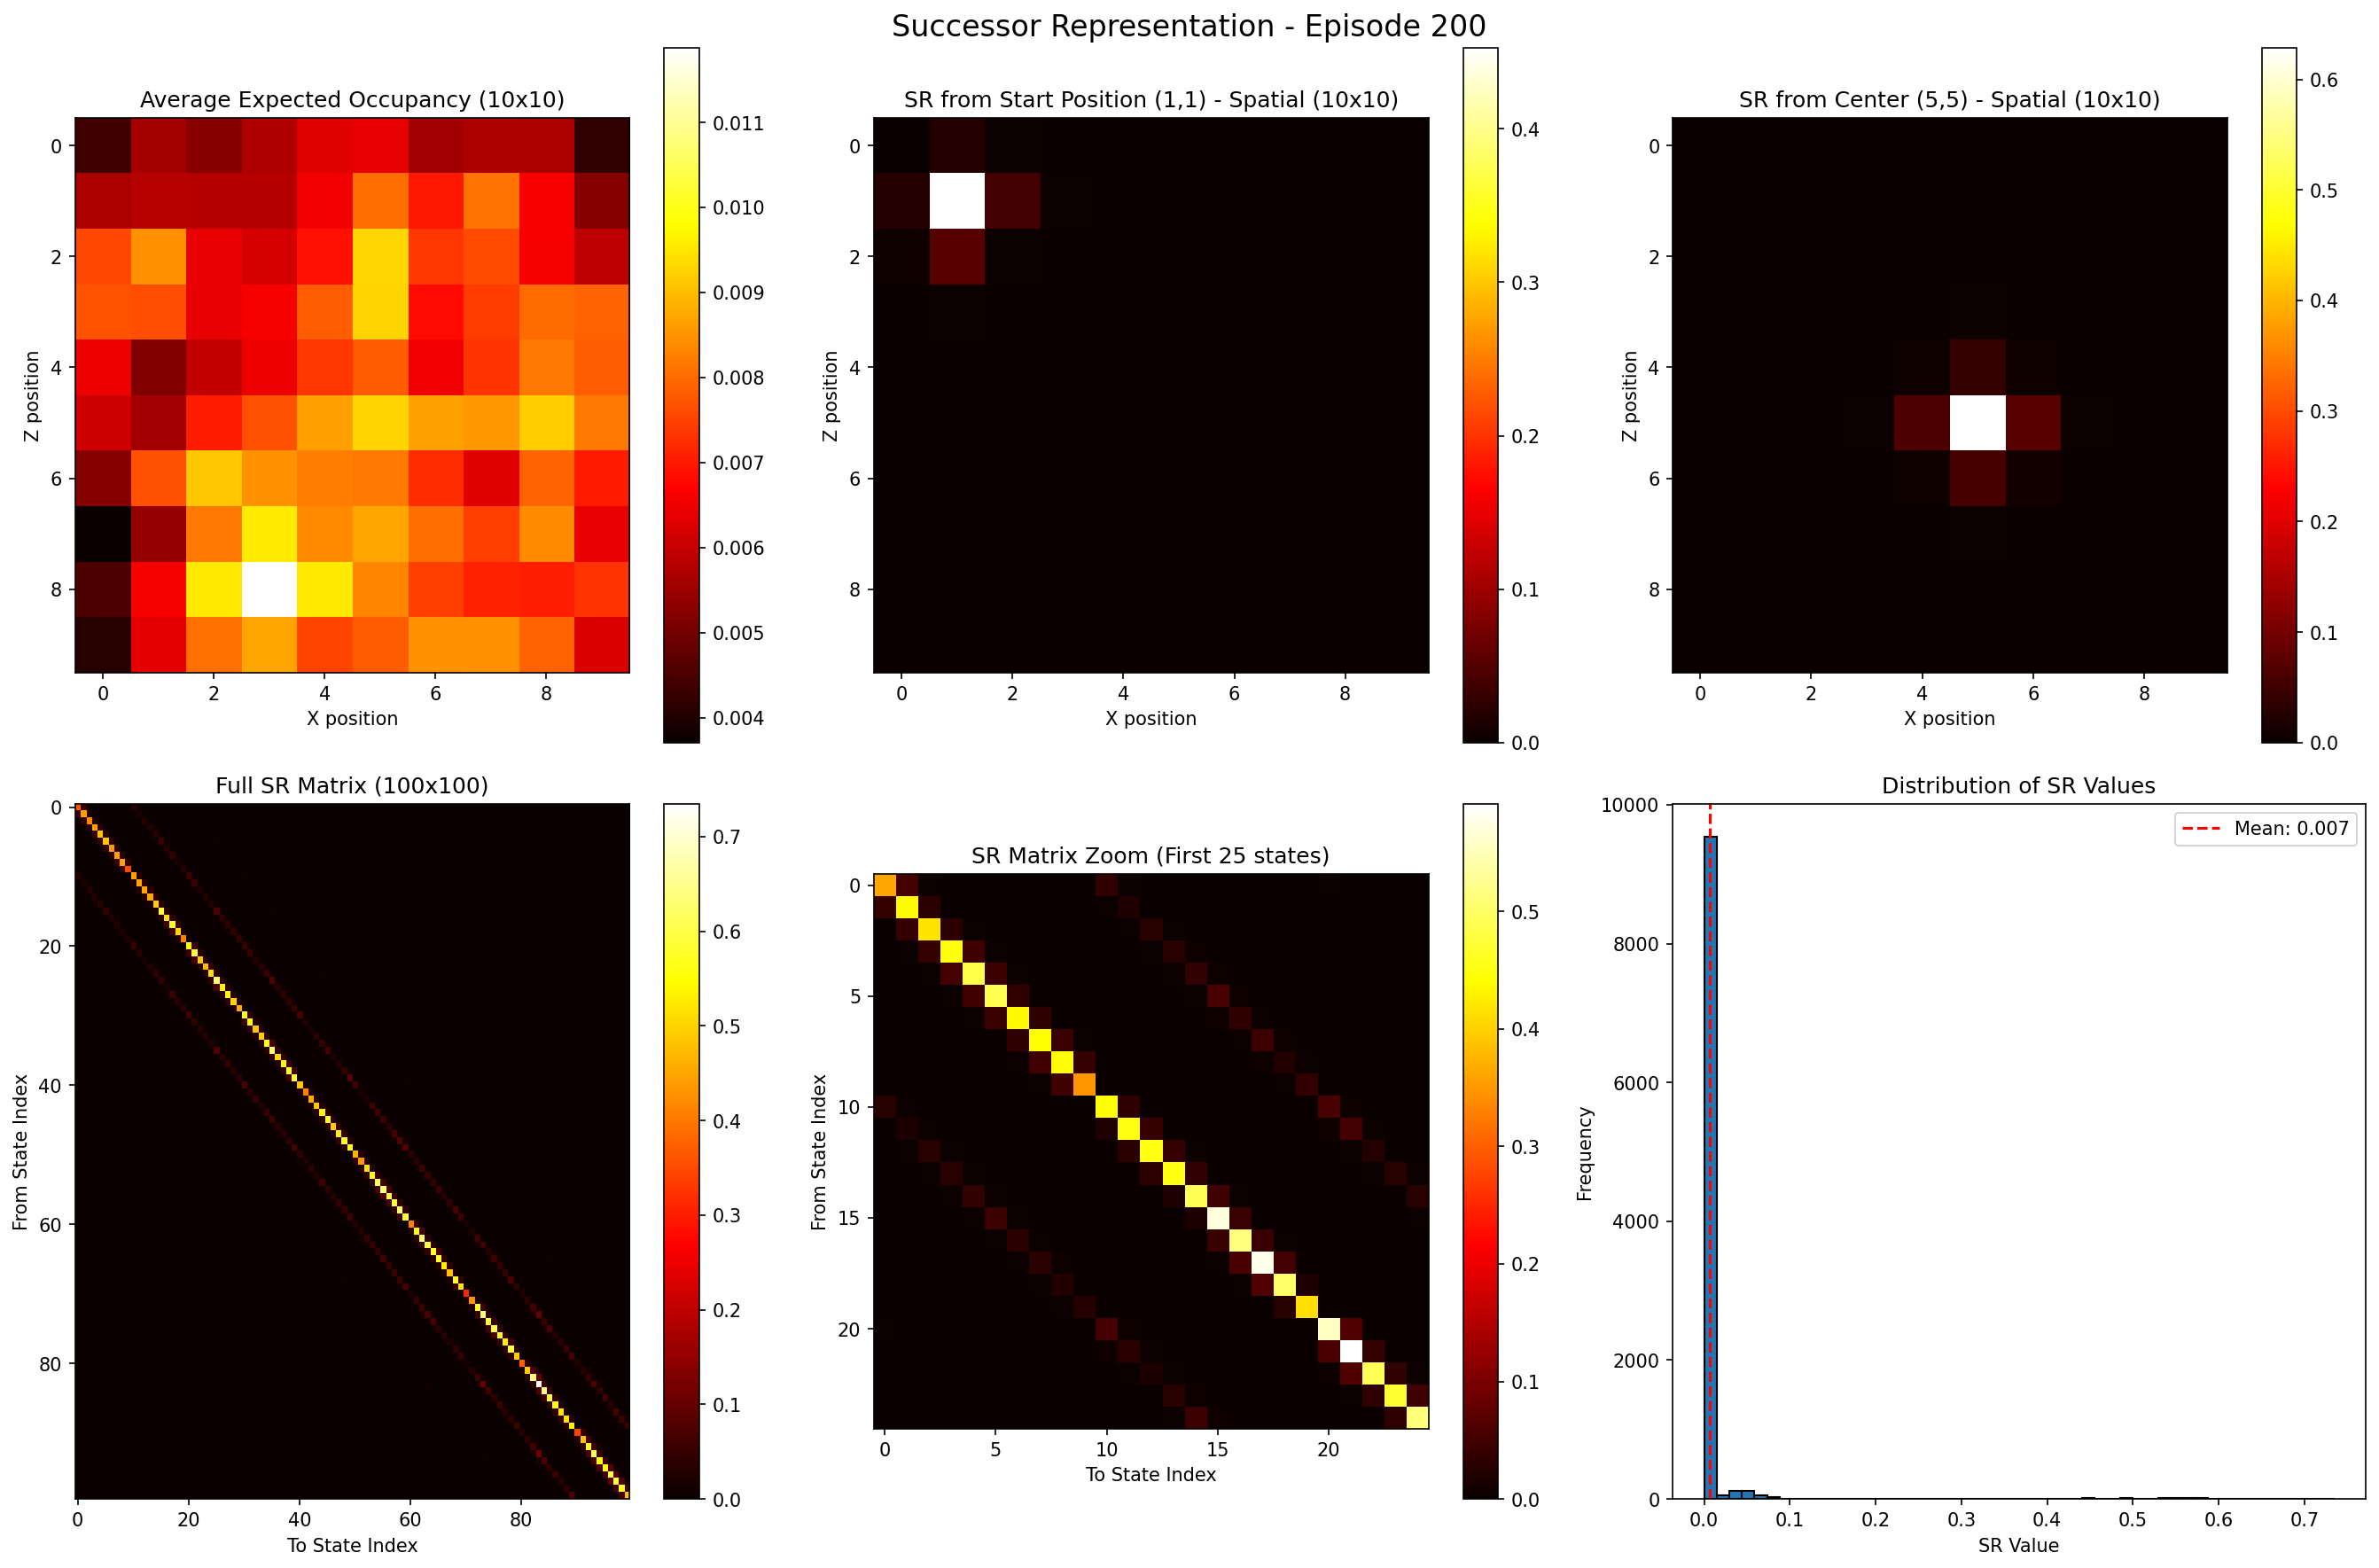 Successor Representation - Episode 200
Average Expected Occupancy (10x10)
0
2
4
6
8
Z position
0 2 4 6 8
X position
0.011
0.010
0.009
0.008
0.007
0.006
0.005
0.004
SR from Start Position (1,1) - Spatial (10x10)
0
2
4
6
8
Z position
0 2 4 6 8
X position
0.4
0.3
0.2
0.1
0.0
SR from Center (5,5) - Spatial (10x10)
0
2
4
6
8
Z position
0 2 4 6 8
X position
0.6
0.5
0.4
0.3
0.2
0.1
0.0
Full SR Matrix (100x100)
0
20
40
60
80
From State Index
0 20 40 60 80
To State Index
0.7
0.6
0.5
0.4
0.3
0.2
0.1
0.0
SR Matrix Zoom (First 25 states)
0
5
10
15
20
From State Index
0 5 10 15 20
To State Index
0.5
0.4
0.3
0.2
0.1
0.0
Distribution of SR Values
Mean: 0.007
10000
8000
6000
4000
2000
0
Frequency
0.0 0.1 0.2 0.3 0.4 0.5 0.6 0.7
SR Value